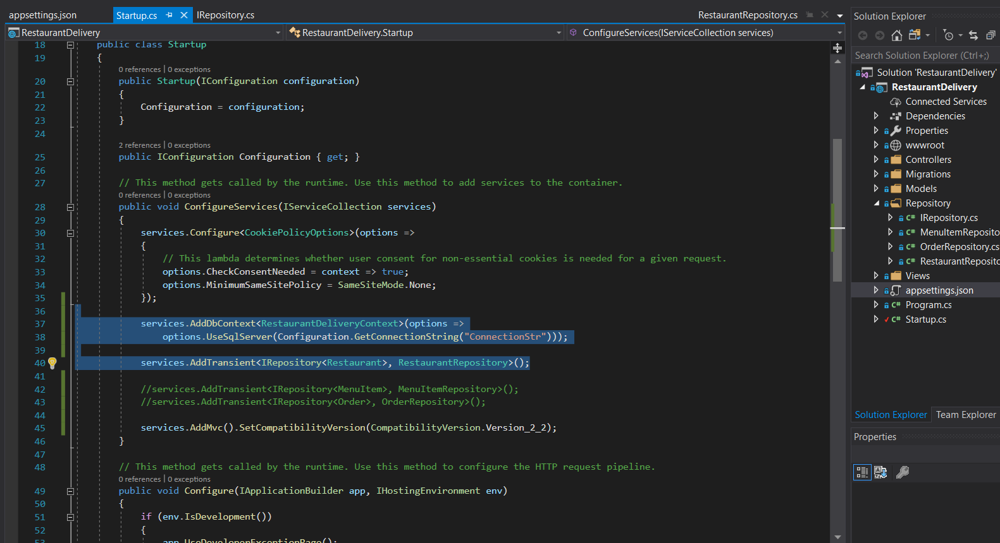 appsettings.json
Startup.cs
IRepository.cs
RestaurantRepository.cs
RestaurantDelivery
RestaurantDelivery.Startup
ConfigureServices(IServiceCollection services)
18 public class Startup
19 {
0 references | 0 exceptions
20 public Startup(IConfiguration configuration)
21 {
22 Configuration = configuration;
23 }
24
2 references | 0 exceptions
25 public IConfiguration Configuration { get; }
26
27 // This method gets called by the runtime. Use this method to add services to the container.
0 references | 0 exceptions
28 public void ConfigureServices(IServiceCollection services)
29 {
30 services.Configure<CookiePolicyOptions>(options =>
31 {
32 // This lambda determines whether user consent for non-essential cookies is needed for a given request.
33 options.CheckConsentNeeded = context => true;
34 options.MinimumSameSitePolicy = SameSiteMode.None;
35 });
36
37 services.AddDbContext<RestaurantDeliveryContext>(options =>
38 options.UseSqlServer(Configuration.GetConnectionString("ConnectionStr")));
39
40 services.AddTransient<IRepository<Restaurant>, RestaurantRepository>();
41
42 //services.AddTransient<IRepository<MenuItem>, MenuItemRepository>();
43 //services.AddTransient<IRepository<Order>, OrderRepository>();
44
45 services.AddMvc().SetCompatibilityVersion(CompatibilityVersion.Version_2_2);
46 }
47
48 // This method gets called by the runtime. Use this method to configure the HTTP request pipeline.
0 references | 0 exceptions
49 public void Configure(IApplicationBuilder app, IHostingEnvironment env)
50 {
51 if (env.IsDevelopment())
52 {
53 app.UseDeveloperExceptionPage();
Solution Explorer
Search Solution Explorer (Ctrl+;)
Solution 'RestaurantDelivery'
RestaurantDelivery
Connected Services
Dependencies
Properties
wwwroot
Controllers
Migrations
Models
Repository
C# IRepository.cs
C# MenuItemReposito
C# OrderRepository.cs
C# RestaurantReposito
Views
appsettings.json
C# Program.cs
C# Startup.cs
Solution Explorer
Team Explorer
Properties